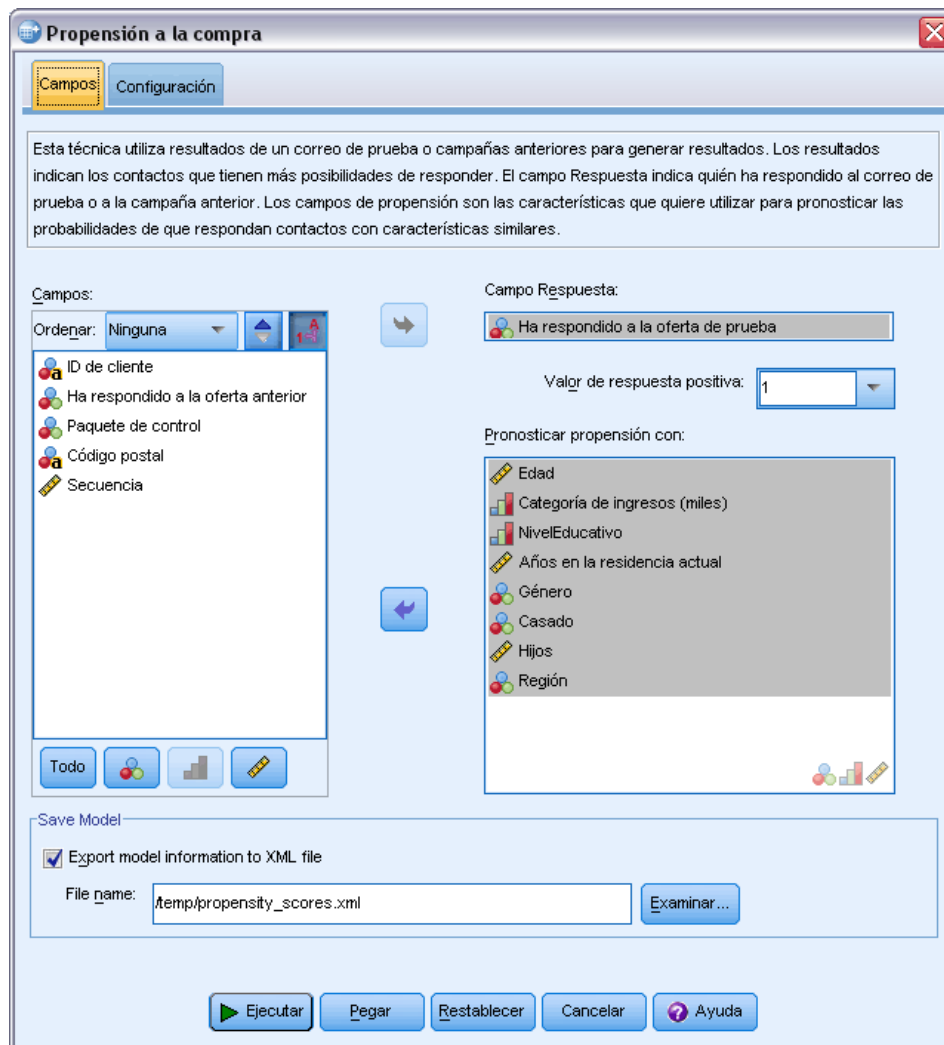 Propensión a la compra
Campos
Configuración
Esta técnica utiliza resultados de un correo de prueba o campañas anteriores para generar resultados. Los resultados
indican los contactos que tienen más posibilidades de responder. El campo Respuesta indica quién ha respondido al correo de
prueba o a la campaña anterior. Los campos de propensión son las características que quiere utilizar para pronosticar las
probabilidades de que respondan contactos con características similares.
Campos:
Ordenar: Ninguna
ID de cliente
Ha respondido a la oferta anterior
Paquete de control
Código postal
Secuencia
Todo
Campo Respuesta:
Ha respondido a la oferta de prueba
Valor de respuesta positiva: 1
Pronosticar propensión con:
Edad
Categoría de ingresos (miles)
NivelEducativo
Años en la residencia actual
Género
Casado
Hijos
Región
Save Model
Export model information to XML file
File name: /temp/propensity_scores.xml
Examinar...
Ejecutar
Pegar
Restablecer
Cancelar
Ayuda